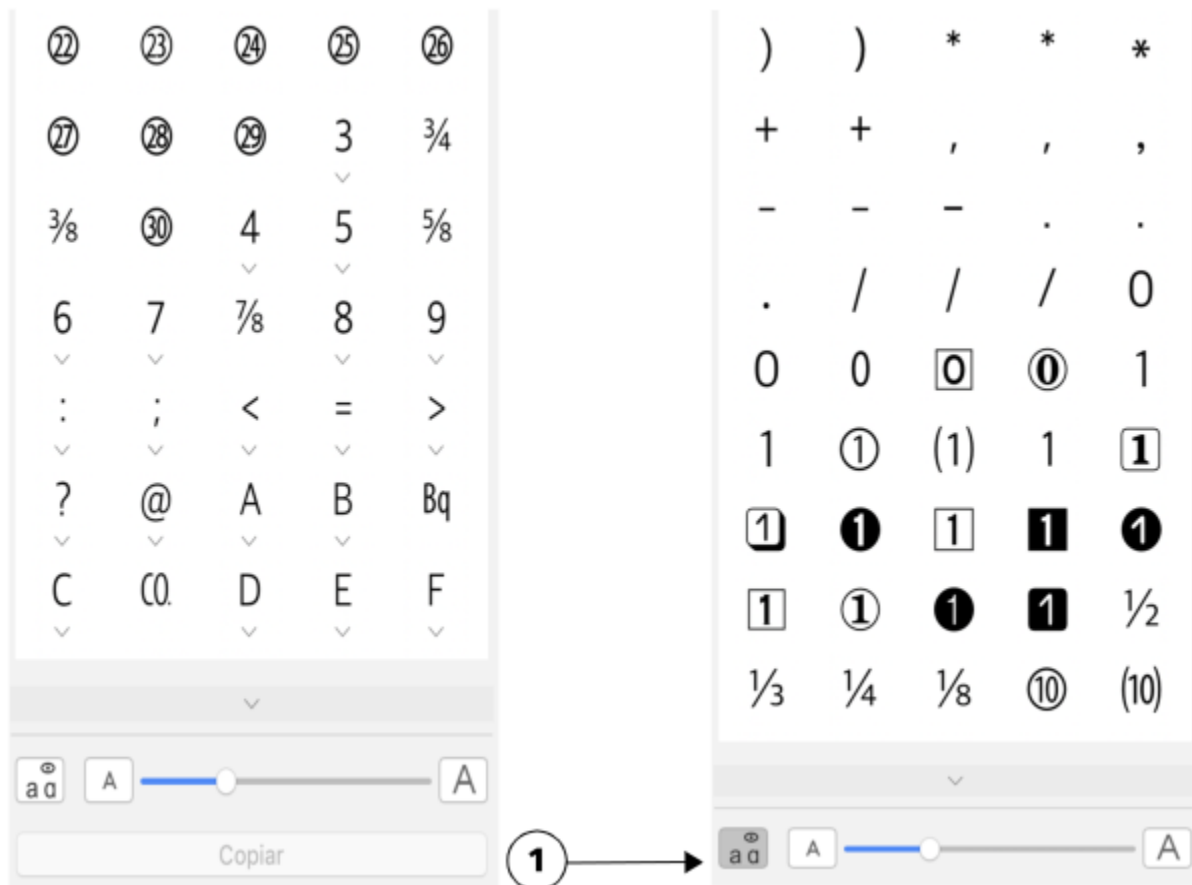 ㉒ ㉓ ㉔ ㉕ ㉖
㉗ ㉘ ㉙ 3 ¾
⅜ ㉚ 4 5 ⅝
6 7 ⅞ 8 9
: ; < = >
? @ A B Bq
C CO. D E F
aɑ A A
Copiar
) ) * * *
+ + , , ,
- - - . .
. / / / 0
0 0 0 0 1
1 ① (1) 1 1
1 ❶ 1 1 ❶
1 ① ❶ 1 ½
⅓ ¼ ⅛ ⑩ (10)
1
aɑ A A